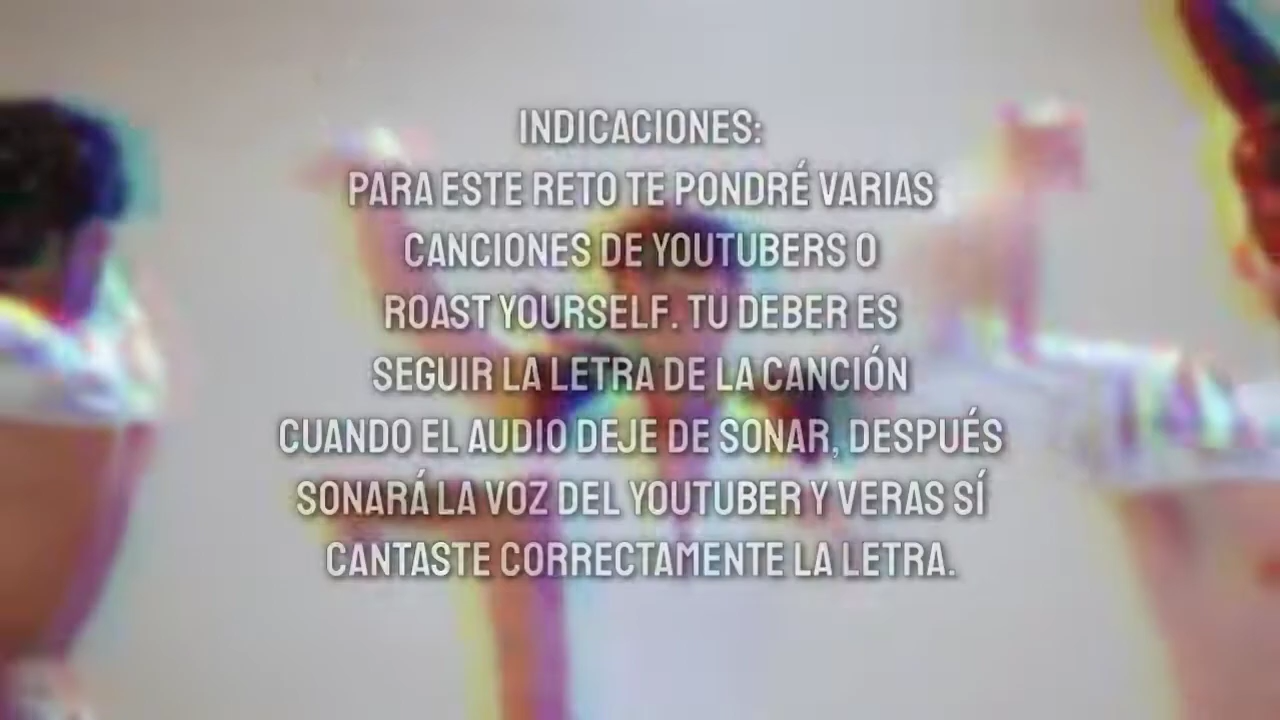 INDICACIONES:
PARA ESTE RETO TE PONDRÉ VARIAS
CANCIONES DE YOUTUBERS O
ROAST YOURSELF. TU DEBER ES
SEGUIR LA LETRA DE LA CANCIÓN
CUANDO EL AUDIO DEJE DE SONAR, DESPUÉS
SONARÁ LA VOZ DEL YOUTUBER Y VERAS SÍ
CANTASTE CORRECTAMENTE LA LETRA.